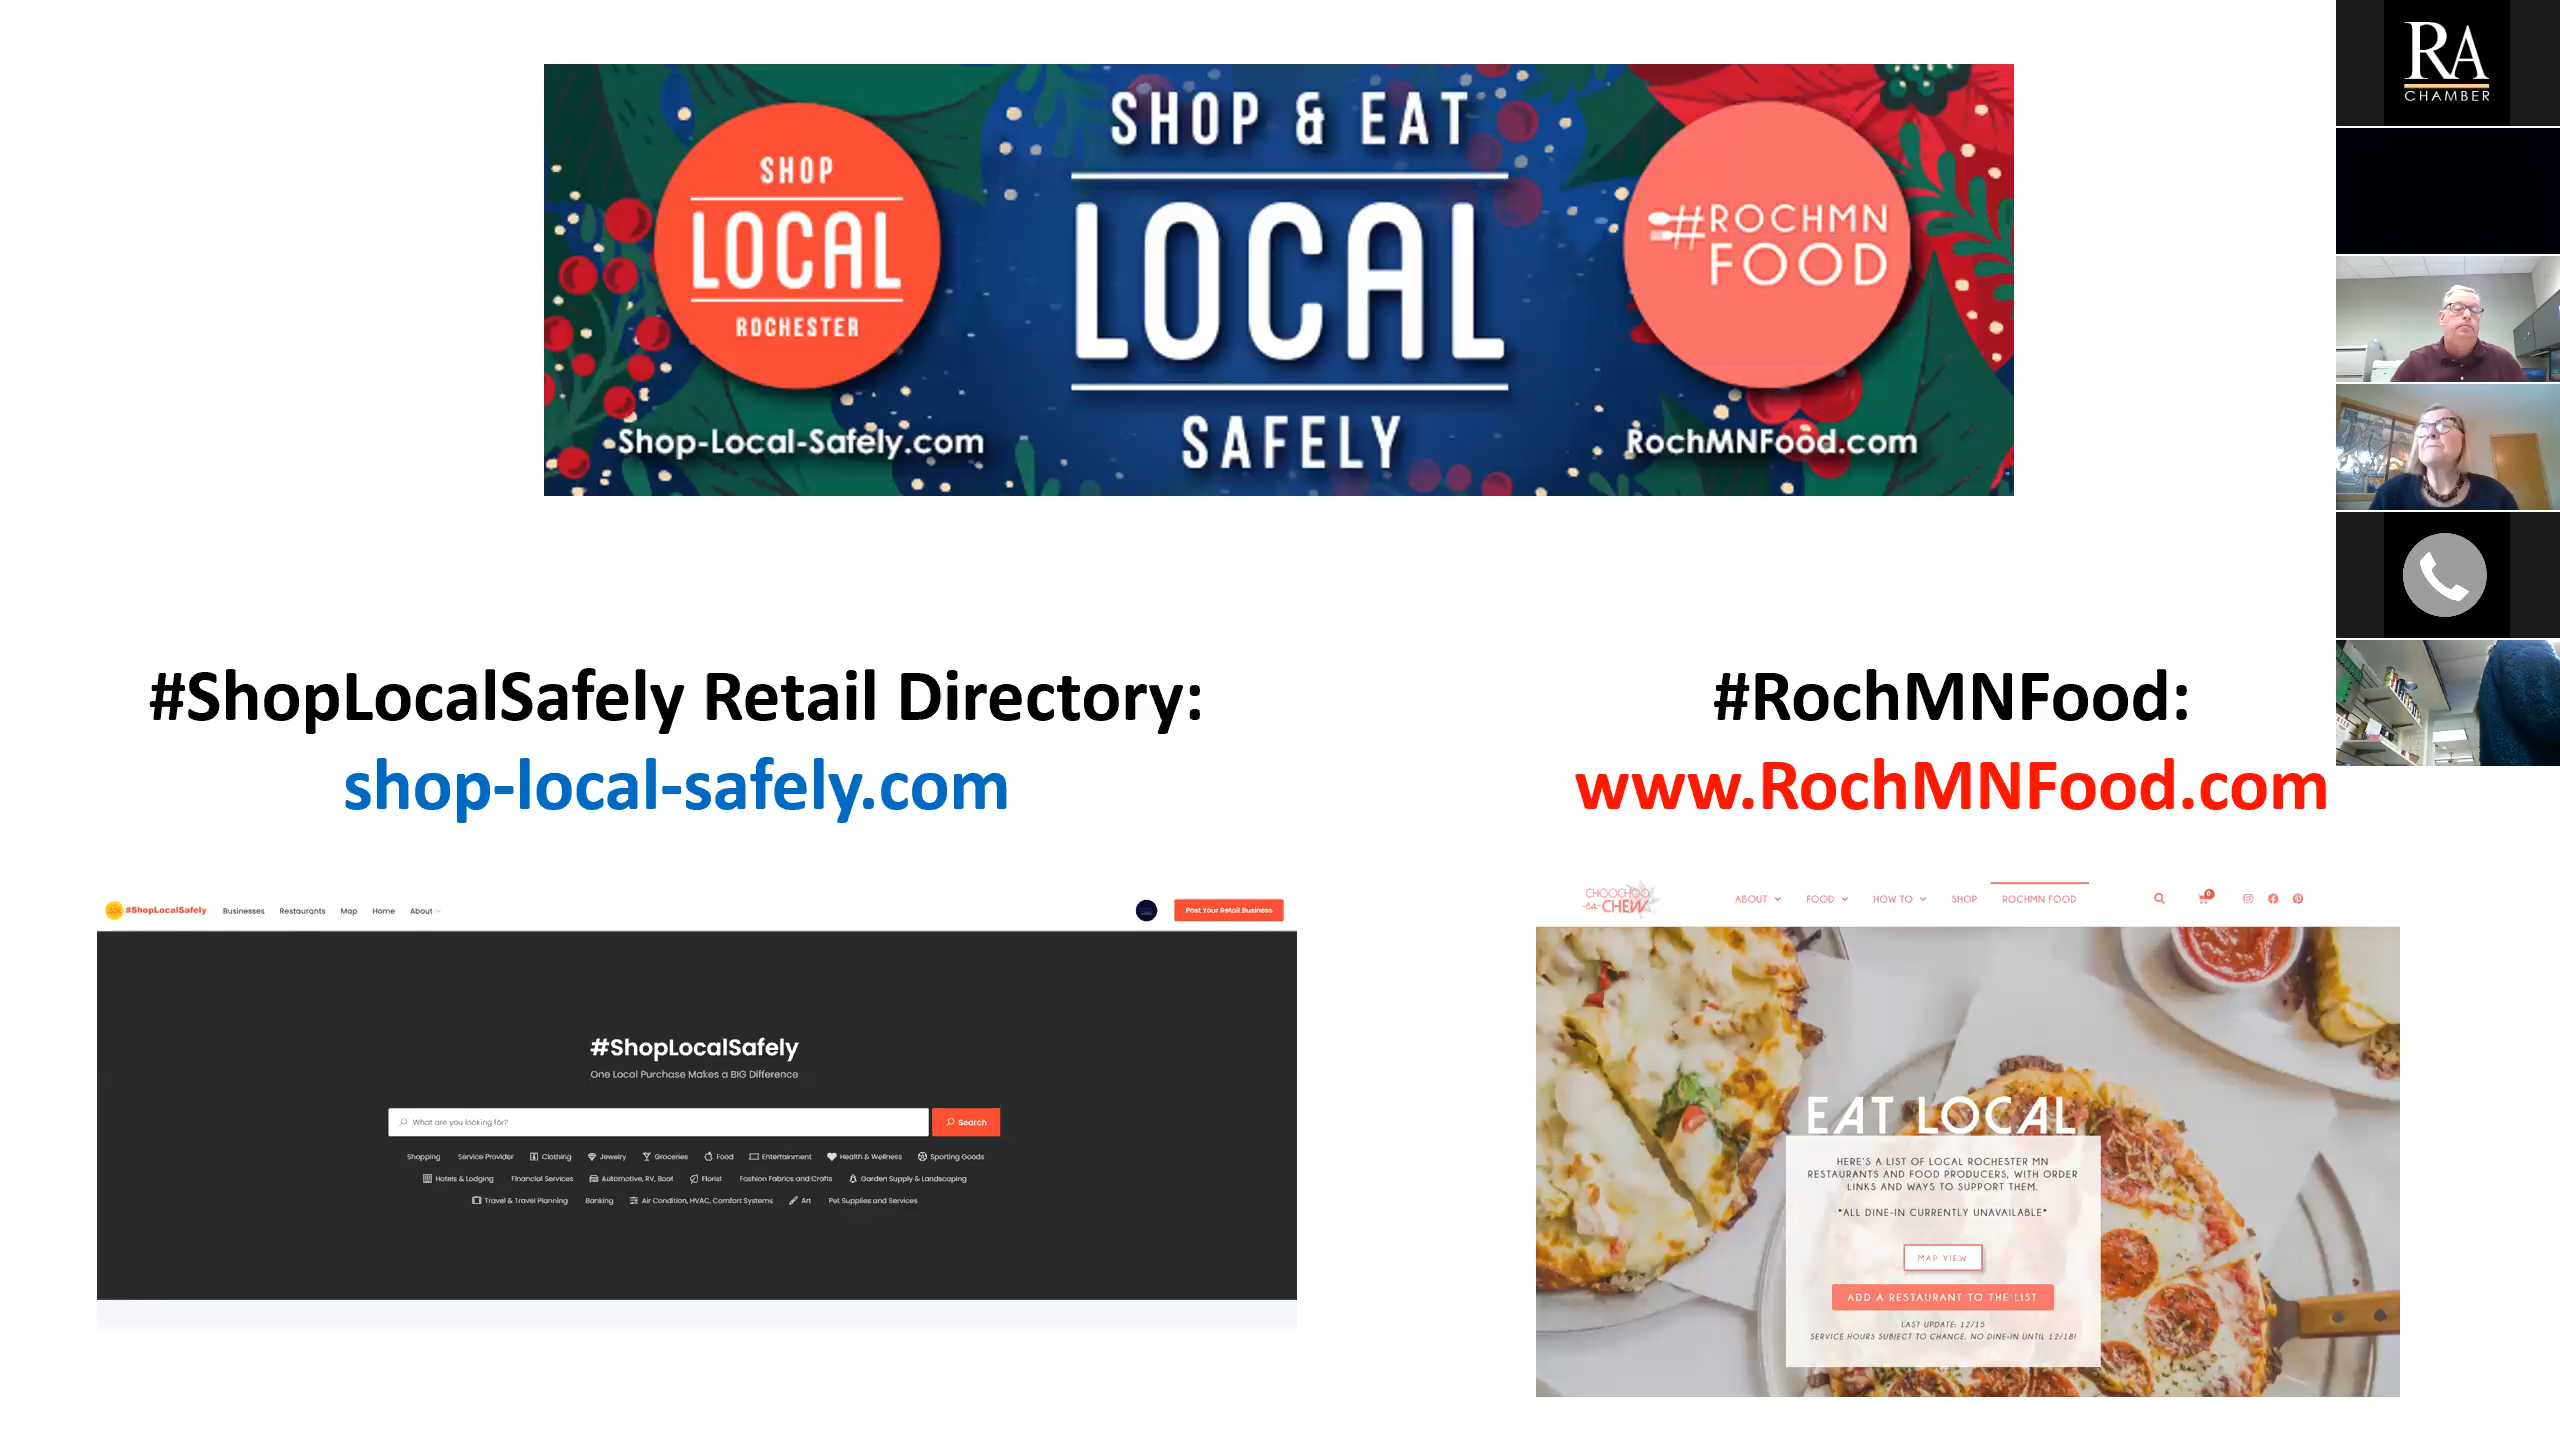 SHOP
LOCAL
ROCHESTER
Shop-Local-Safely.com
SHOP & EAT
LOCAL
SAFELY
#ROCHMN
FOOD
RochMNFood.com
RA
CHAMBER
#ShopLocalSafely Retail Directory:
shop-local-safely.com
#RochMNFood:
www.RochMNFood.com
LOCAL #ShopLocalSafely Businesses Restaurants Map Home About Post Your Retail Business
#ShopLocalSafely
One Local Purchase Makes a BIG Difference
What are you looking for? Search
Shopping Service Provider Clothing Jewelry Groceries Food Entertainment Health & Wellness Sporting Goods
Hotels & Lodging Financial Services Automotive, RV, Boat Florist Fashion Fabrics and Crafts Garden Supply & Landscaping
Travel & Travel Planning Banking Air Condition, HVAC, Comfort Systems Art Pet Supplies and Services
CHOOCHOO
-ca-CHEW
ABOUT FOOD HOW TO SHOP ROCHMN FOOD 0
EAT LOCAL
HERE'S A LIST OF LOCAL ROCHESTER MN
RESTAURANTS AND FOOD PRODUCERS, WITH ORDER
LINKS AND WAYS TO SUPPORT THEM.
*ALL DINE-IN CURRENTLY UNAVAILABLE*
MAP VIEW
ADD A RESTAURANT TO THE LIST
LAST UPDATE: 12/15
SERVICE HOURS SUBJECT TO CHANGE, NO DINE-IN UNTIL 12/18!